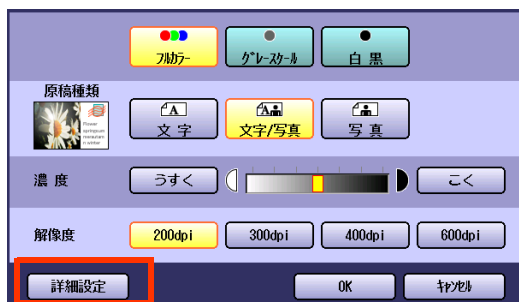 ﾌﾙｶﾗｰ ｸﾞﾚｰｽｹｰﾙ 白 黒
原稿種類
A A
文 字 文字/写真 写 真
濃 度 うすく こく
解像度 200dpi 300dpi 400dpi 600dpi
詳細設定 OK ｷｬﾝｾﾙ